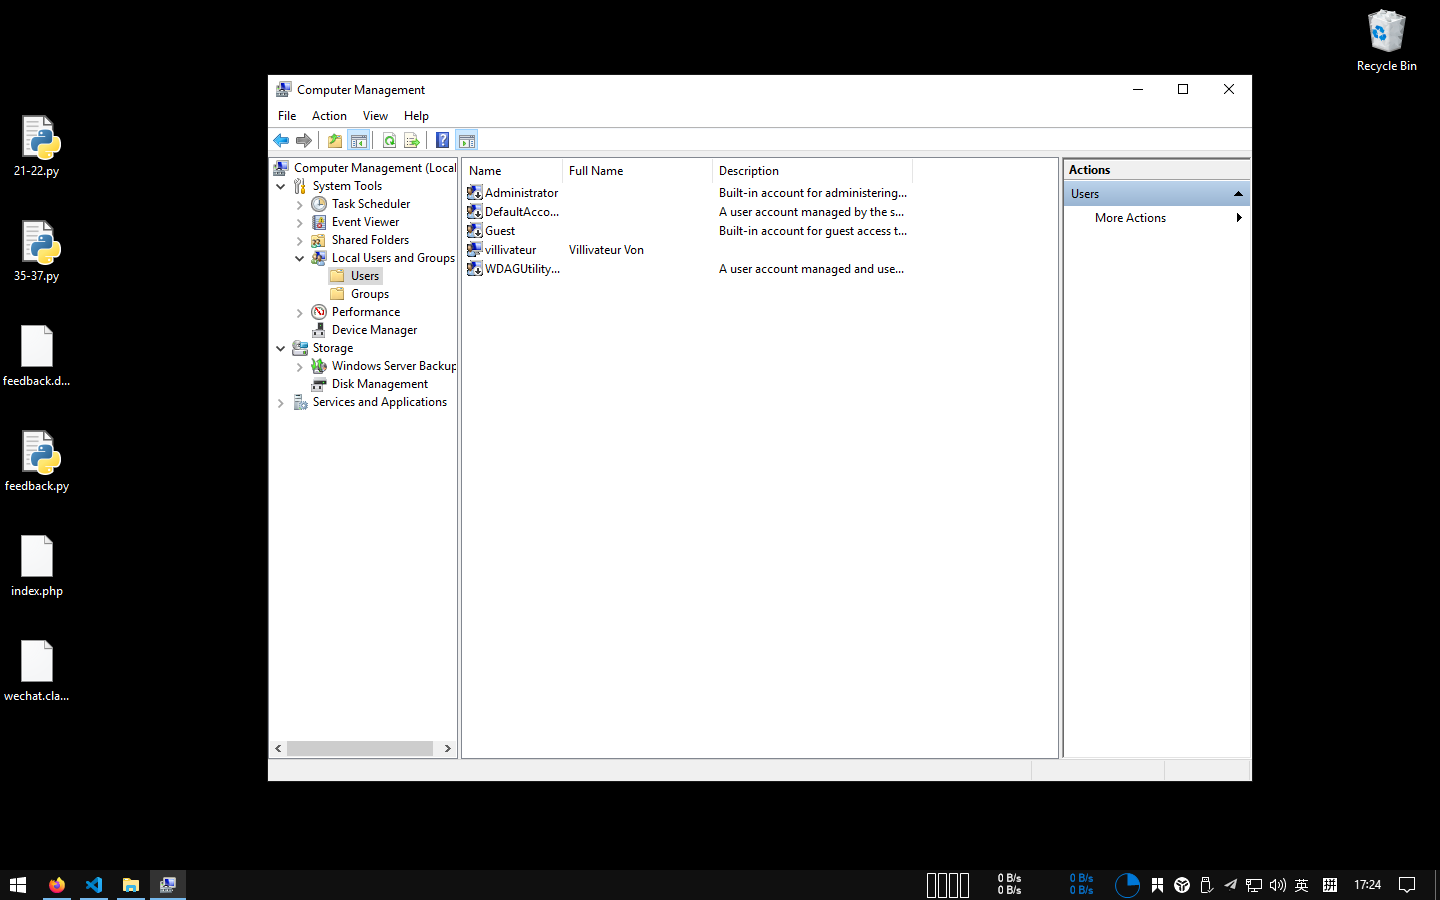 Recycle Bin
21-22.py
35-37.py
feedback.d...
feedback.py
index.php
wechat.cla...
Computer Management
File Action View Help
Computer Management (Local
System Tools
Task Scheduler
Event Viewer
Shared Folders
Local Users and Groups
Users
Groups
Performance
Device Manager
Storage
Windows Server Backup
Disk Management
Services and Applications
Name Full Name Description
Administrator Built-in account for administering...
DefaultAcco... A user account managed by the s...
Guest Built-in account for guest access t...
villivateur Villivateur Von
WDAGUtility... A user account managed and use...
Actions
Users
More Actions
0 B/s 0 B/s
0 B/s 0 B/s
英 拼 17:24